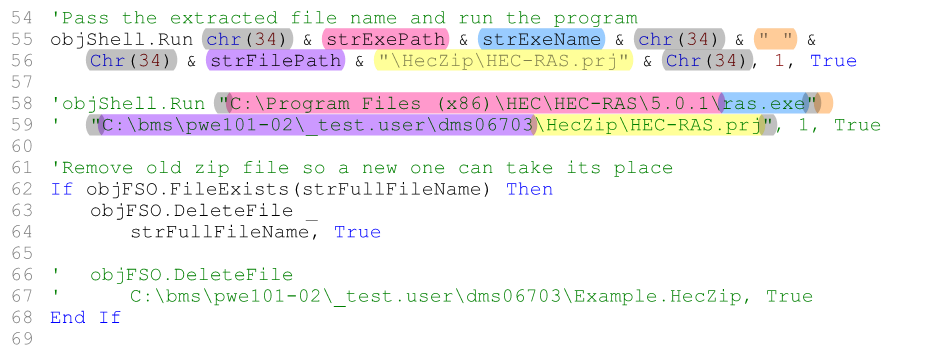 54 'Pass the extracted file name and run the program
55 objShell.Run chr(34) & strExePath & strExeName & chr(34) & " " &
56 Chr(34) & strFilePath & "\HecZip\HEC-RAS.prj" & Chr(34), 1, True
57
58 'objShell.Run "C:\Program Files (x86)\HEC\HEC-RAS\5.0.1\ras.exe"
59 ' "C:\bms\pwe101-02\_test.user\dms06703\HecZip\HEC-RAS.prj", 1, True
60
61 'Remove old zip file so a new one can take its place
62 If objFSO.FileExists(strFullFileName) Then
63 objFSO.DeleteFile _
64 strFullFileName, True
65
66 ' objFSO.DeleteFile
67 ' C:\bms\pwe101-02\_test.user\dms06703\Example.HecZip, True
68 End If
69